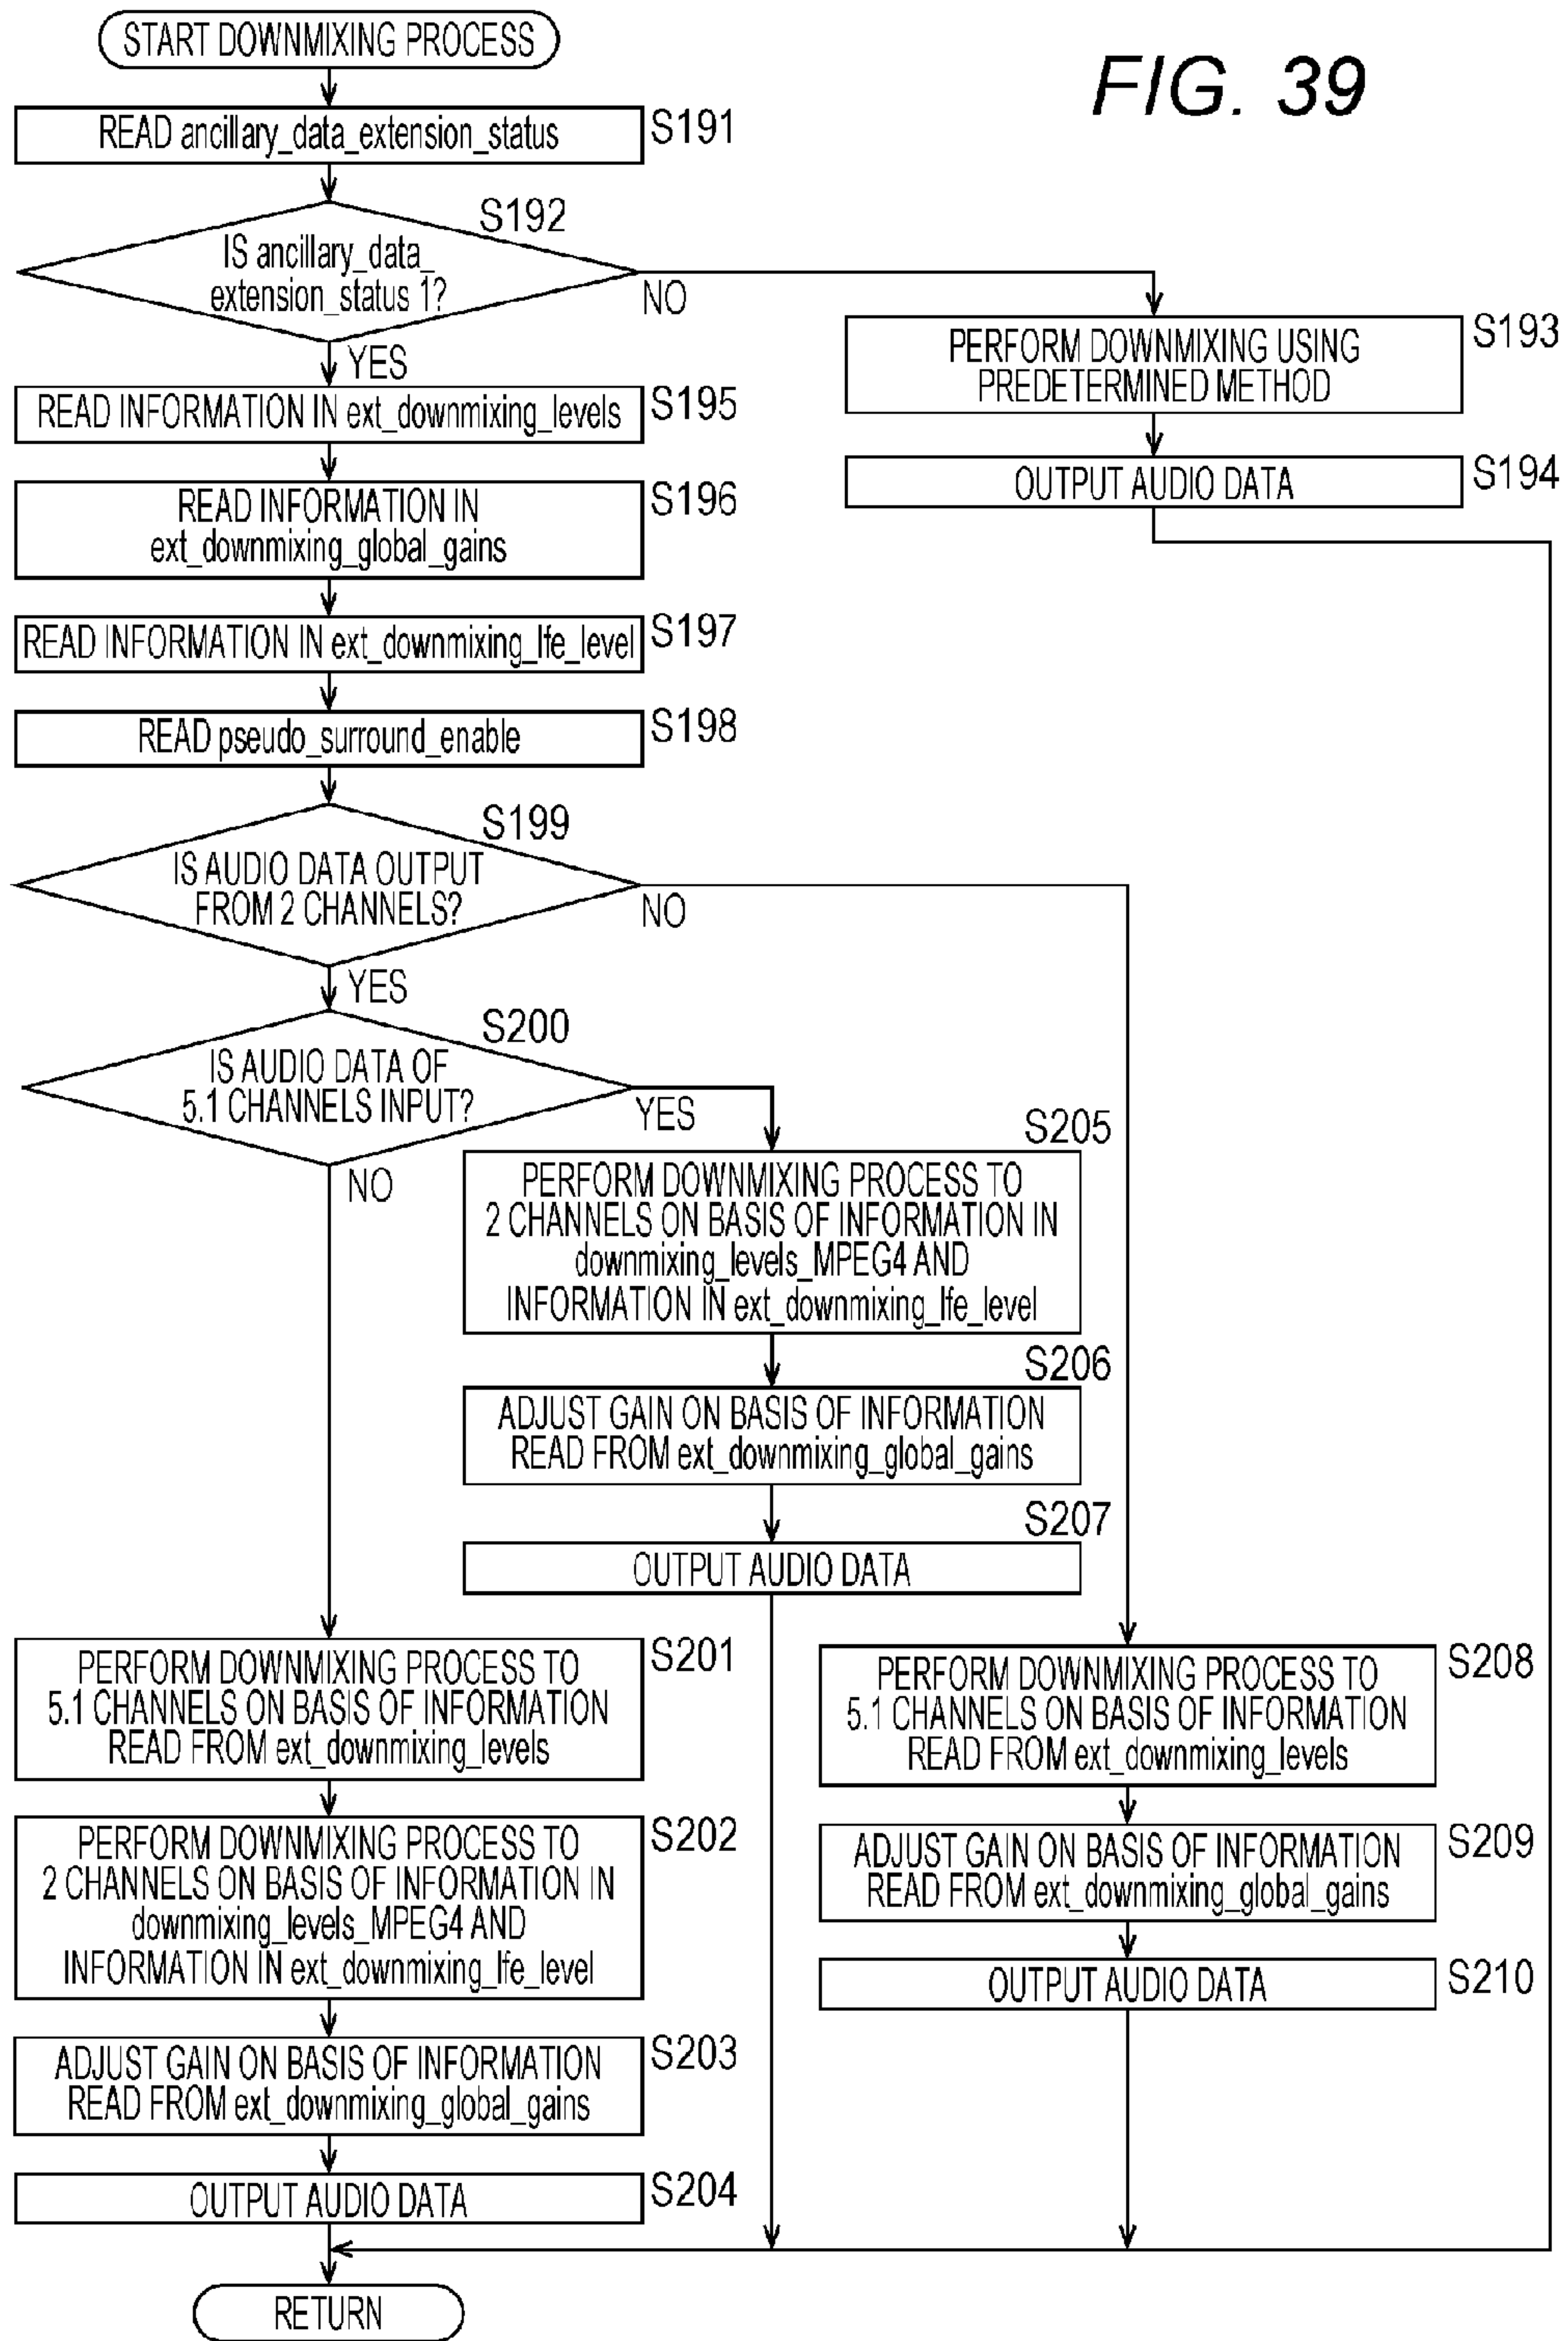 FIG. 39
START DOWNMIXING PROCESS
READ ancillary_data_extension_status
S191
S192
IS ancillary_data_
extension_status 1?
NO
YES
PERFORM DOWNMIXING USING
PREDETERMINED METHOD
S193
OUTPUT AUDIO DATA
S194
READ INFORMATION IN ext_downmixing_levels
S195
READ INFORMATION IN
ext_downmixing_global_gains
S196
READ INFORMATION IN ext_downmixing_lfe_level
S197
READ pseudo_surround_enable
S198
S199
IS AUDIO DATA OUTPUT
FROM 2 CHANNELS?
NO
YES
S200
IS AUDIO DATA OF
5.1 CHANNELS INPUT?
YES
NO
S205
PERFORM DOWNMIXING PROCESS TO
2 CHANNELS ON BASIS OF INFORMATION IN
downmixing_levels_MPEG4 AND
INFORMATION IN ext_downmixing_lfe_level
S206
ADJUST GAIN ON BASIS OF INFORMATION
READ FROM ext_downmixing_global_gains
S207
OUTPUT AUDIO DATA
PERFORM DOWNMIXING PROCESS TO
5.1 CHANNELS ON BASIS OF INFORMATION
READ FROM ext_downmixing_levels
S201
PERFORM DOWNMIXING PROCESS TO
2 CHANNELS ON BASIS OF INFORMATION IN
downmixing_levels_MPEG4 AND
INFORMATION IN ext_downmixing_lfe_level
S202
ADJUST GAIN ON BASIS OF INFORMATION
READ FROM ext_downmixing_global_gains
S203
OUTPUT AUDIO DATA
S204
PERFORM DOWNMIXING PROCESS TO
5.1 CHANNELS ON BASIS OF INFORMATION
READ FROM ext_downmixing_levels
S208
ADJUST GAIN ON BASIS OF INFORMATION
READ FROM ext_downmixing_global_gains
S209
OUTPUT AUDIO DATA
S210
RETURN